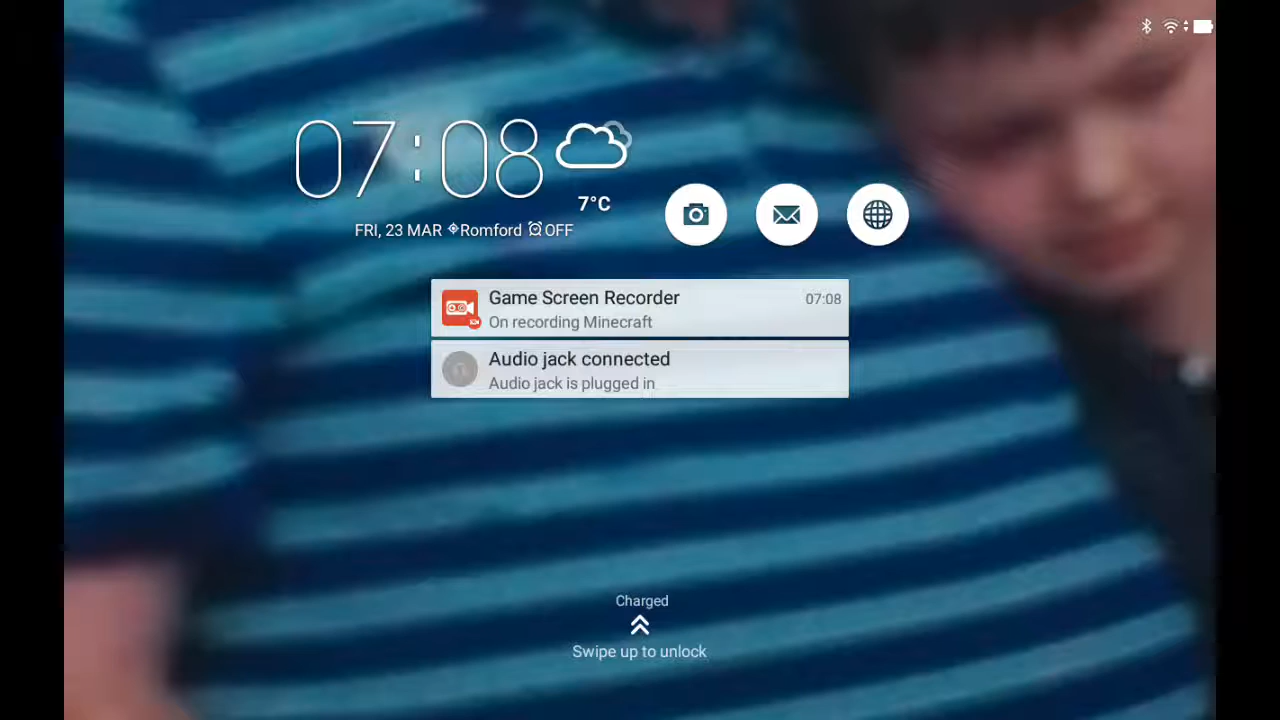 07:08
7°C
FRI, 23 MAR Romford OFF
Game Screen Recorder 07:08
On recording Minecraft
Audio jack connected
Audio jack is plugged in
Charged
Swipe up to unlock